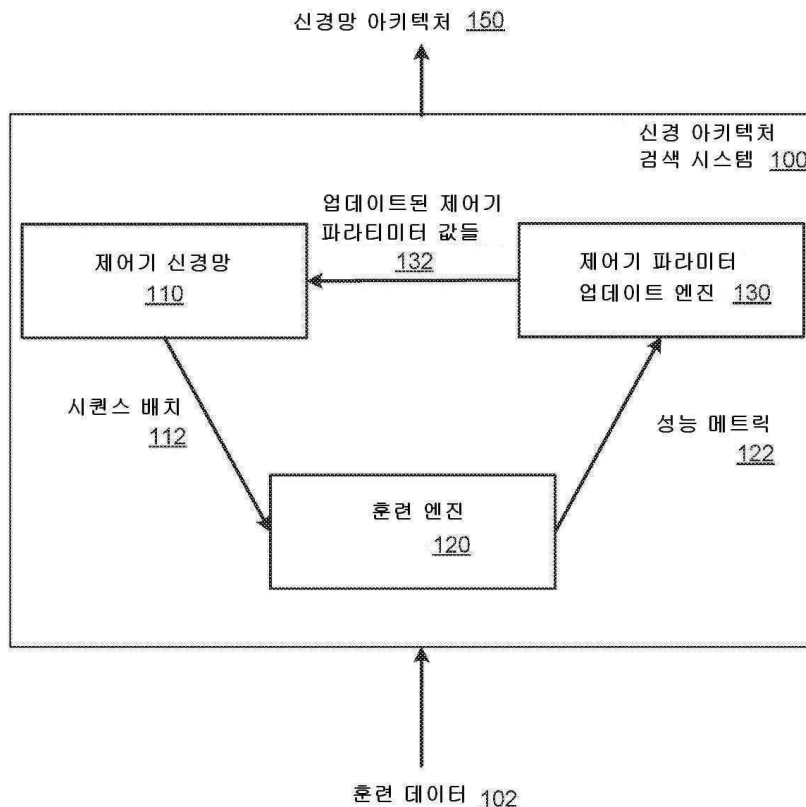 신경망 아키텍처 150
신경 아키텍처
검색 시스템 100
업데이트된 제어기
파라티미터 값들
132
제어기 신경망
110
제어기 파라미터
업데이트 엔진 130
시퀀스 배치
112
성능 메트릭
122
훈련 엔진
120
훈련 데이터 102